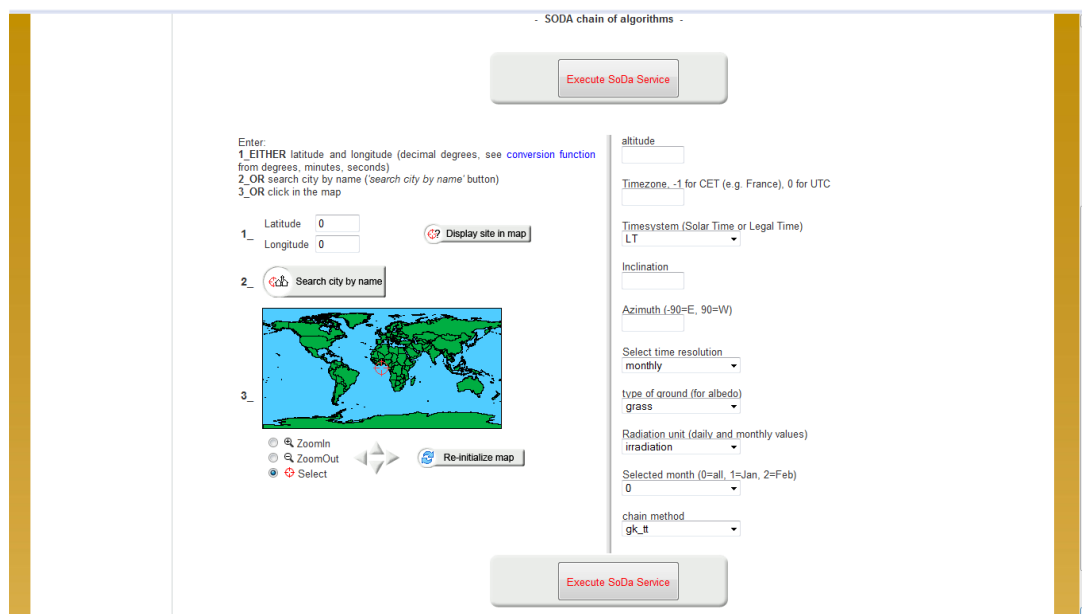 - SODA chain of algorithms -
Execute SoDa Service
Enter:
1_EITHER latitude and longitude (decimal degrees, see conversion function
from degrees, minutes, seconds)
2_OR search city by name ('search city by name' button)
3_OR click in the map
1_
Latitude 0
Longitude 0
Display site in map
2_
Search city by name
3_
ZoomIn
ZoomOut
Select
Re-initialize map
altitude
Timezone, -1 for CET (e.g. France), 0 for UTC
Timesystem (Solar Time or Legal Time)
LT
Inclination
Azimuth (-90=E, 90=W)
Select time resolution
monthly
type of ground (for albedo)
grass
Radiation unit (daily and monthly values)
irradiation
Selected month (0=all, 1=Jan, 2=Feb)
0
chain method
gk_tt
Execute SoDa Service